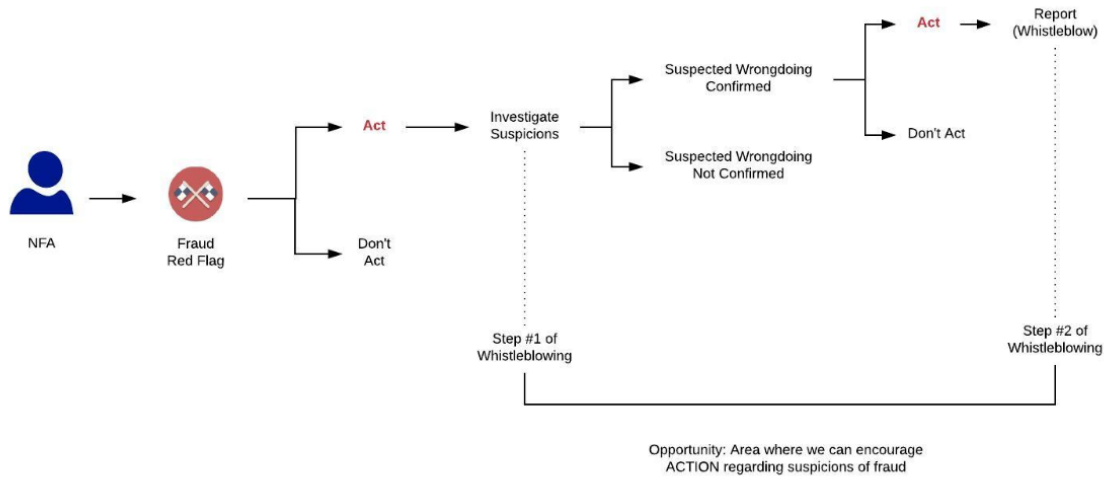 NFA
Fraud
Red Flag
Act
Don't
Act
Investigate
Suspicions
Suspected Wrongdoing
Confirmed
Suspected Wrongdoing
Not Confirmed
Act
Don't Act
Report
(Whistleblow)
Step #1 of
Whistleblowing
Step #2 of
Whistleblowing
Opportunity: Area where we can encourage
ACTION regarding suspicions of fraud